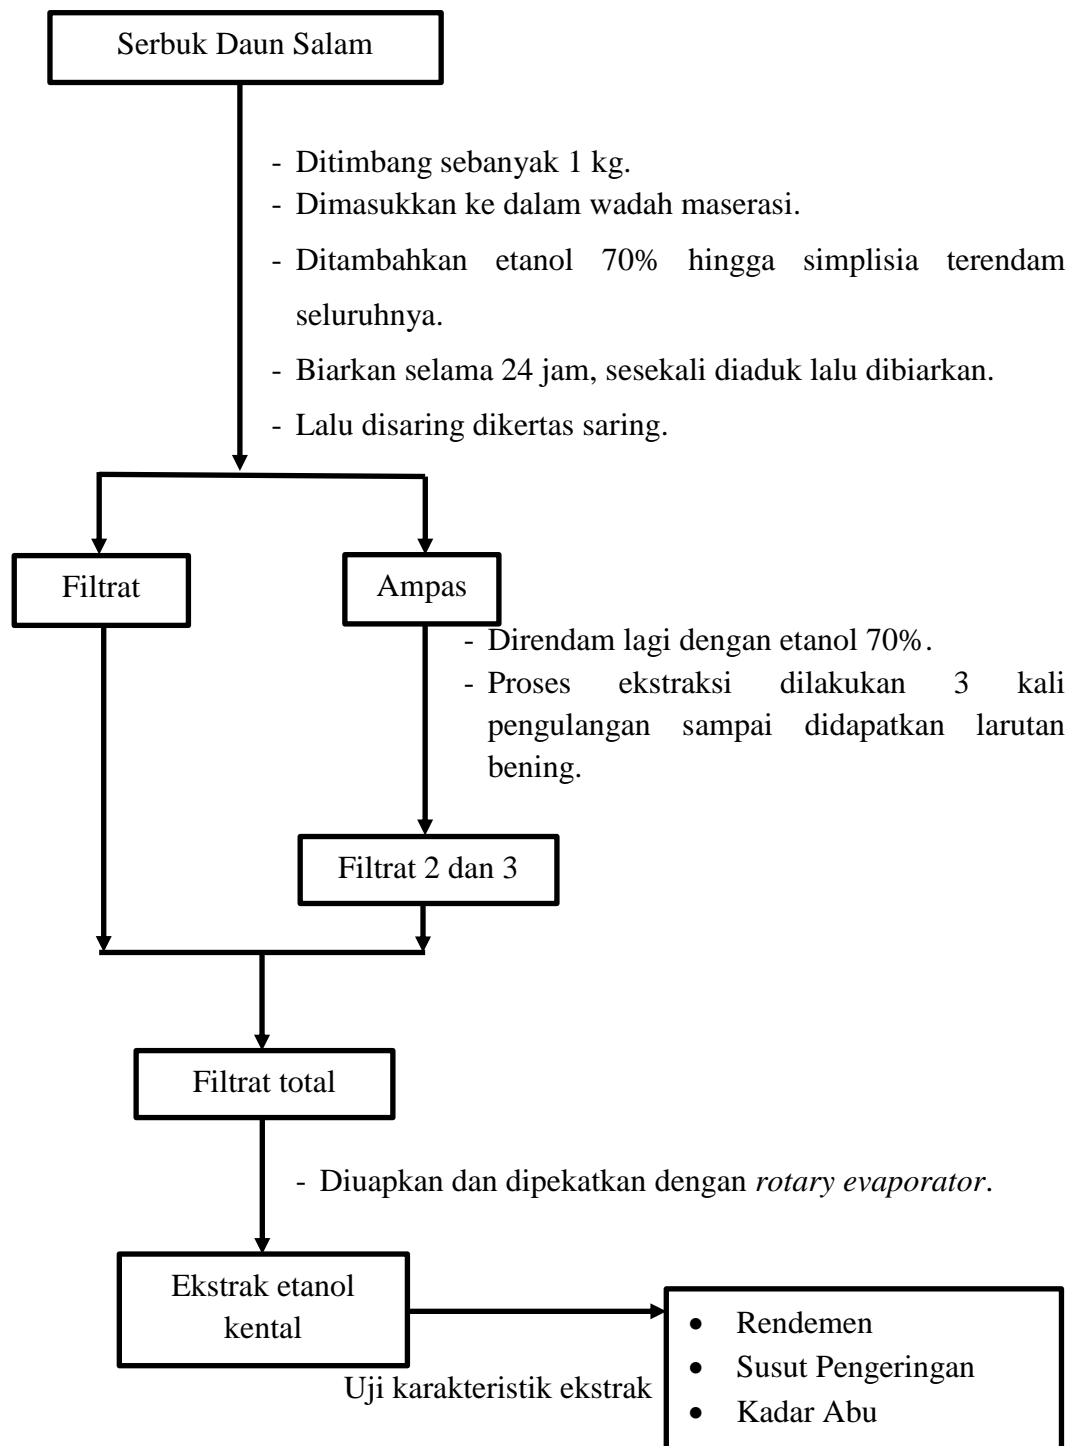 Serbuk Daun Salam
- Ditimbang sebanyak 1 kg.
- Dimasukkan ke dalam wadah maserasi.
- Ditambahkan etanol 70% hingga simplisia terendam
seluruhnya.
- Biarkan selama 24 jam, sesekali diaduk lalu dibiarkan.
- Lalu disaring dikertas saring.
Filtrat
Ampas
- Direndam lagi dengan etanol 70%.
- Proses ekstraksi dilakukan 3 kali
pengulangan sampai didapatkan larutan
bening.
Filtrat 2 dan 3
Filtrat total
- Diuapkan dan dipekatkan dengan rotary evaporator.
Ekstrak etanol
kental
Uji karakteristik ekstrak
• Rendemen
• Susut Pengeringan
• Kadar Abu